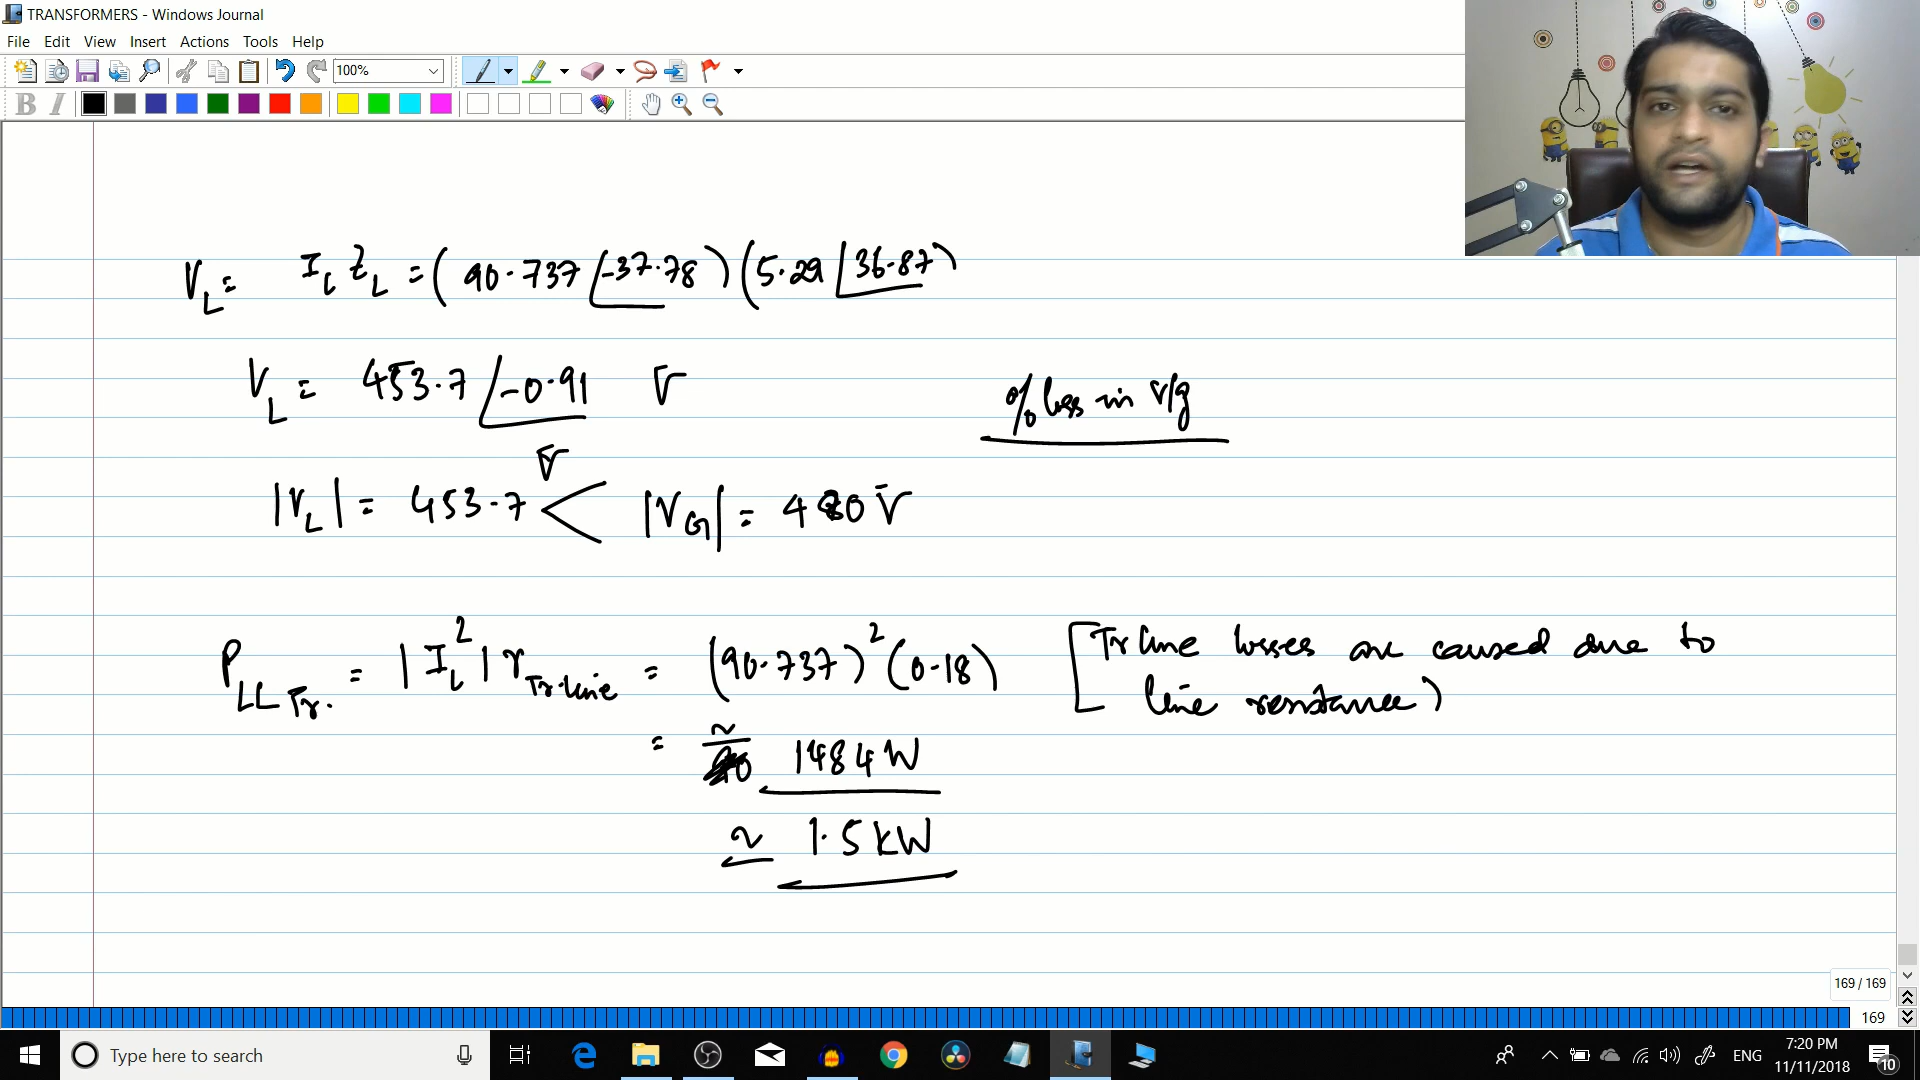 TRANSFORMERS - Windows Journal
File Edit View Insert Actions Tools Help
100%
B I
V_L = I_L Z_L = (90.737 ∠-37.78) (5.29 ∠36.87)
V_L = 453.7 ∠-0.91 V
% loss in v/g
|V_L| = 453.7 V < |V_G| = 480 V
P_LL Tr. = |I_L^2| r_Tr.line = (90.737)^2 (0.18) [Tr line losses are caused due to
line resistance)
= ≃ 1484 W
≃ 1.5 kW
169 / 169
169
Type here to search
ENG
7:20 PM
11/11/2018
10